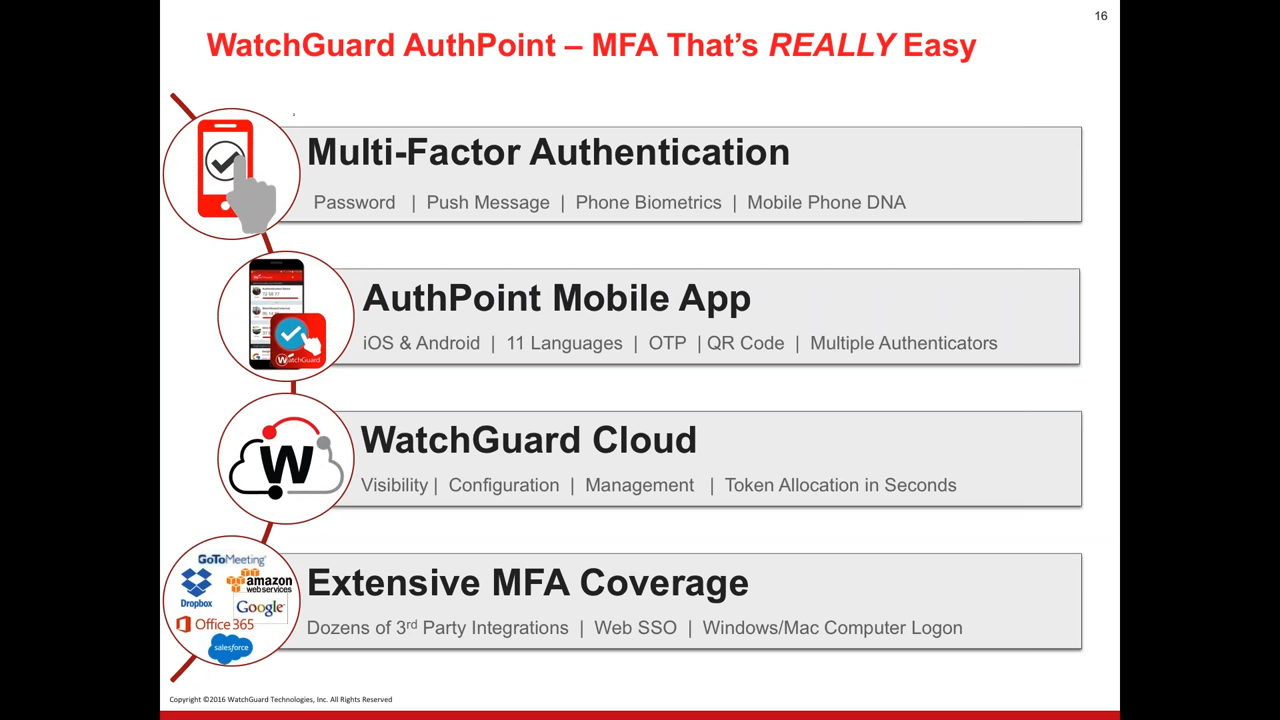 16
WatchGuard AuthPoint – MFA That's REALLY Easy
Multi-Factor Authentication
Password | Push Message | Phone Biometrics | Mobile Phone DNA
AuthPoint Mobile App
iOS & Android | 11 Languages | OTP | QR Code | Multiple Authenticators
WatchGuard
WatchGuard Cloud
Visibility | Configuration | Management | Token Allocation in Seconds
W
GoToMeeting
Dropbox
amazon
webservices
Google
Office 365
salesforce
Extensive MFA Coverage
Dozens of 3rd Party Integrations | Web SSO | Windows/Mac Computer Logon
Copyright ©2016 WatchGuard Technologies, Inc. All Rights Reserved